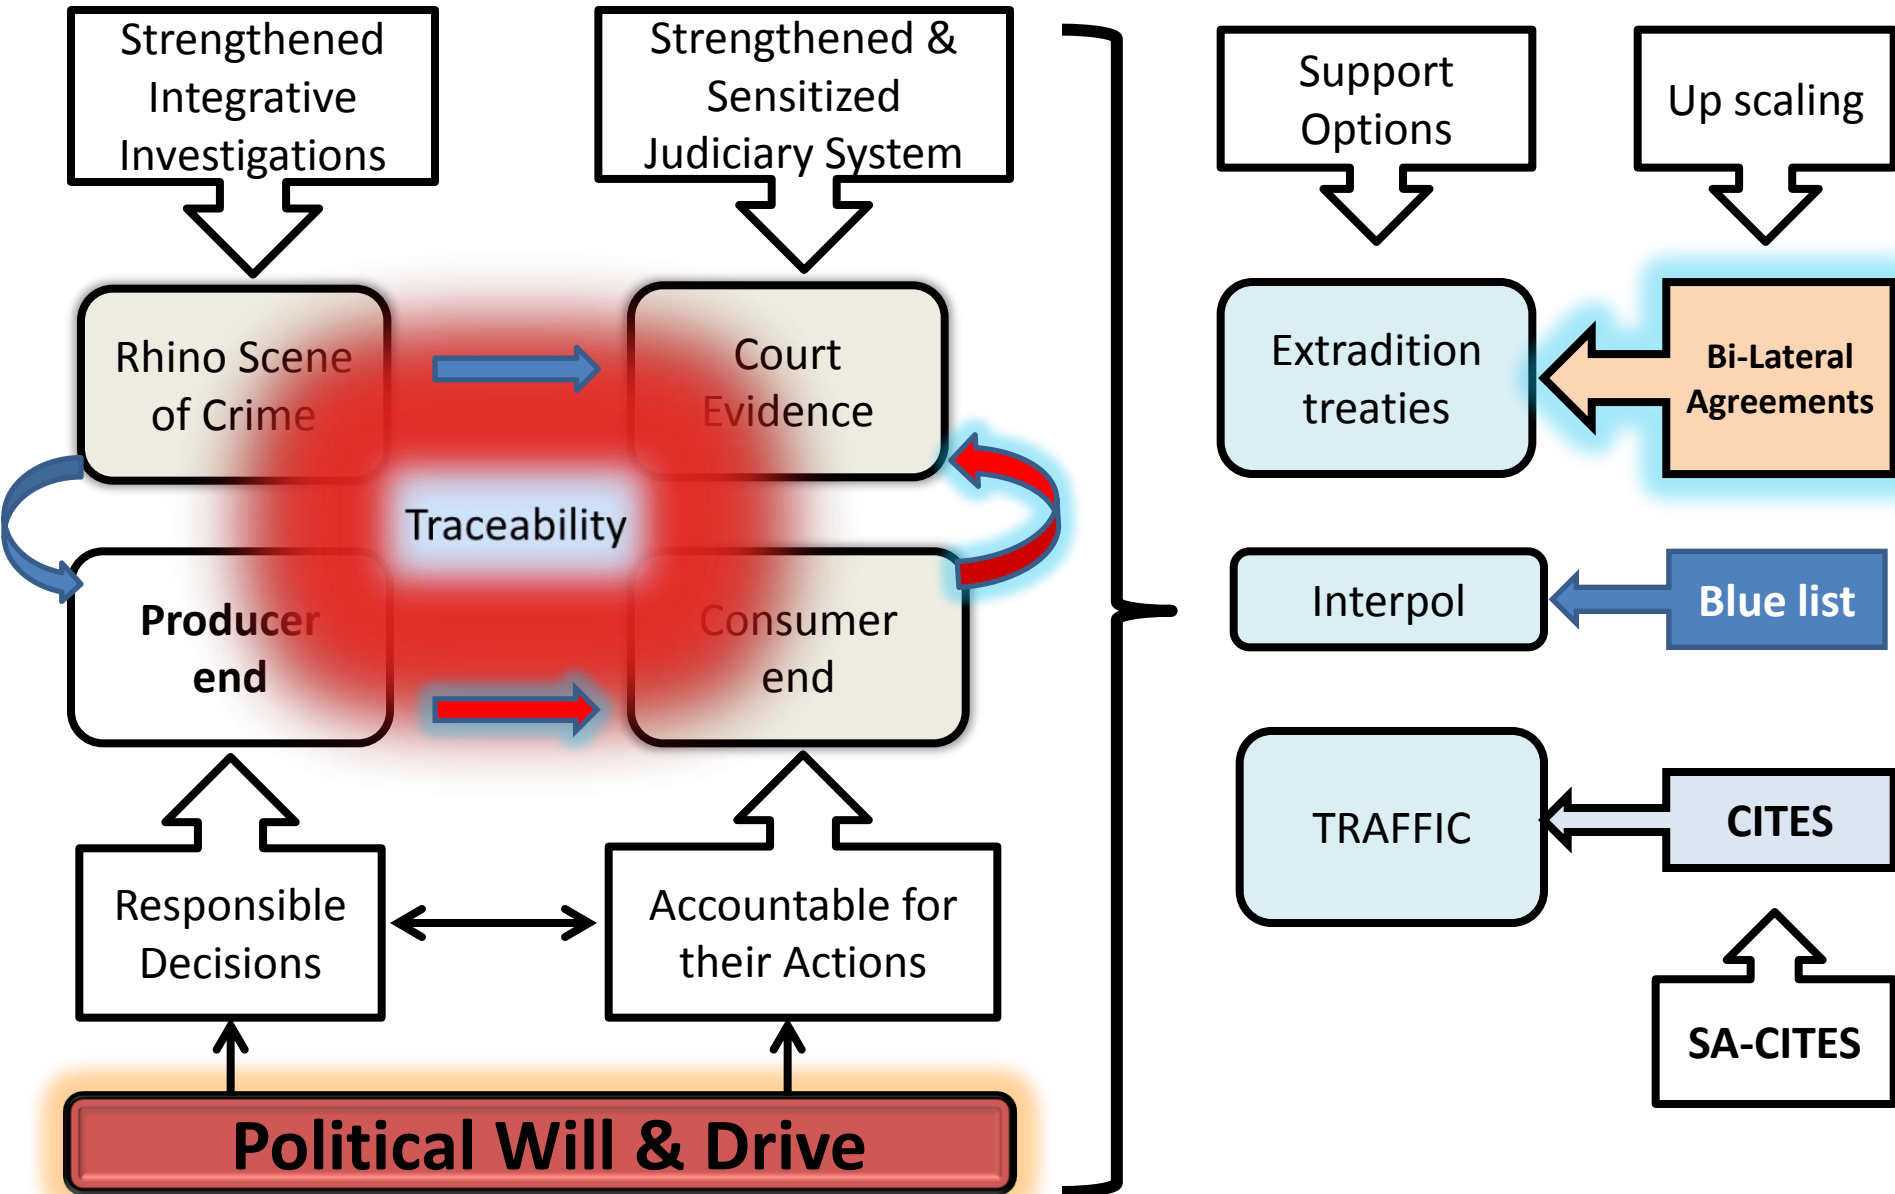 Strengthened
Integrative
Investigations
Strengthened &
Sensitized
Judiciary System
Support
Options
Up scaling
Rhino Scene
of Crime
Court
Evidence
Extradition
treaties
Bi-Lateral
Agreements
Traceability
Producer
end
Consumer
end
Interpol
Blue list
TRAFFIC
CITES
Responsible
Decisions
Accountable for
their Actions
SA-CITES
Political Will & Drive